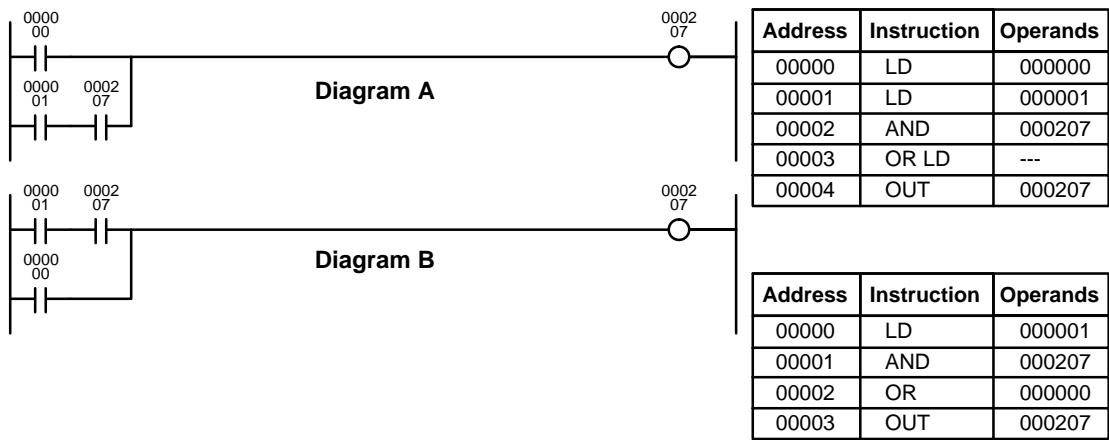 0000
00
0002
07
0000
01
0002
07
Diagram A
Address Instruction Operands
00000 LD 000000
00001 LD 000001
00002 AND 000207
00003 OR LD ---
00004 OUT 000207
0000
01
0002
07
0002
07
0000
00
Diagram B
Address Instruction Operands
00000 LD 000001
00001 AND 000207
00002 OR 000000
00003 OUT 000207